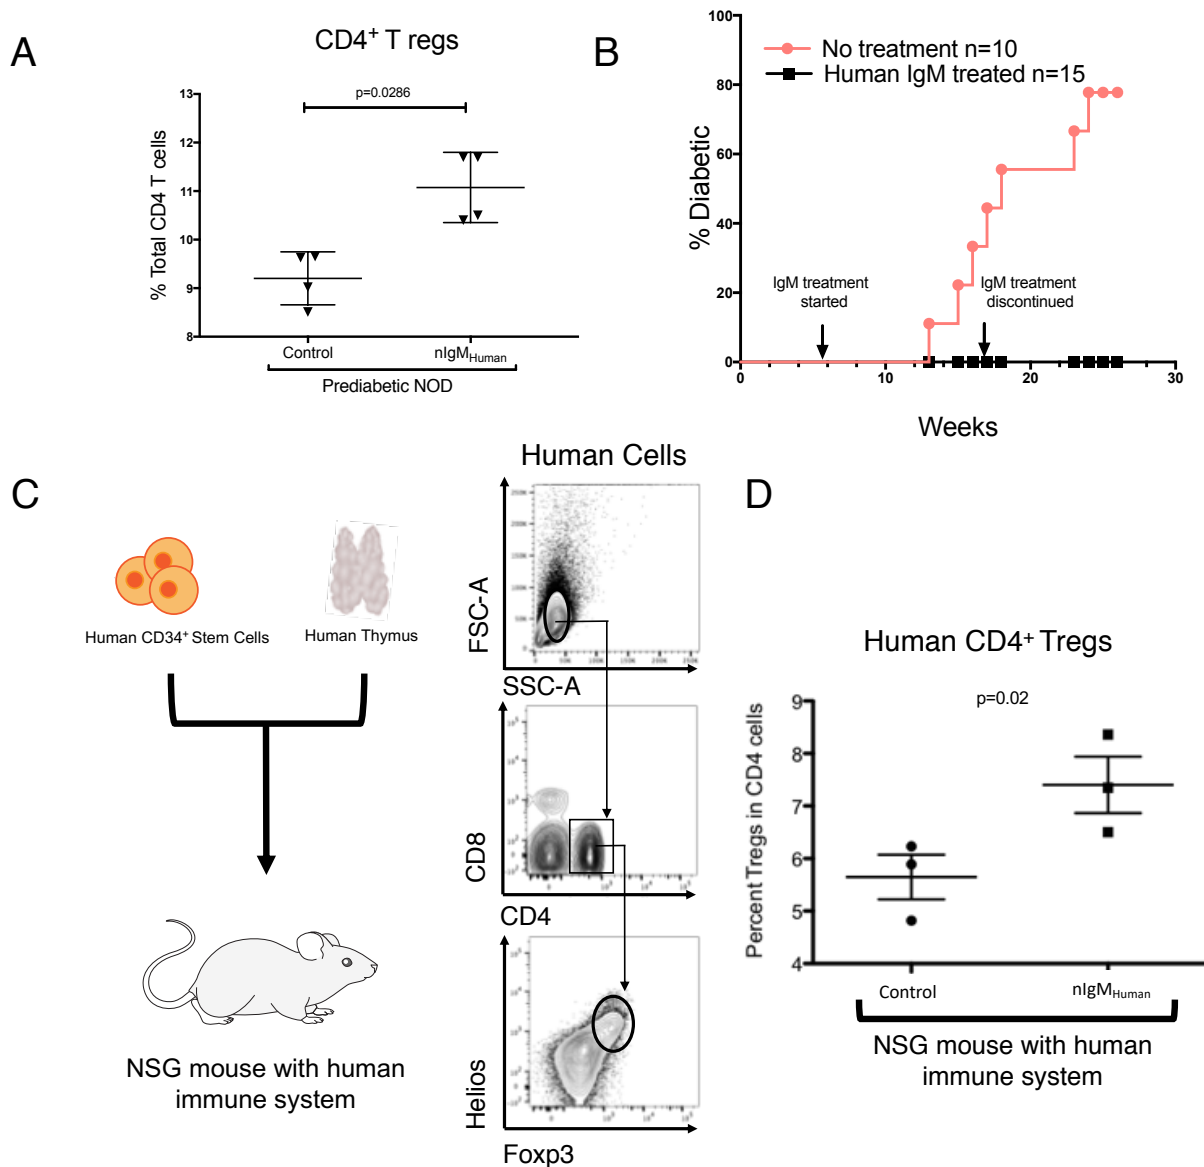 A
CD4+ T regs
p=0.0286
% Total CD4 T cells
13
12
11
10
9
8
Control
nIgMHuman
Prediabetic NOD
B
No treatment n=10
Human IgM treated n=15
% Diabetic
100
80
60
40
20
0
IgM treatment
started
IgM treatment
discontinued
0
10
20
30
Weeks
C
Human CD34+ Stem Cells
Human Thymus
NSG mouse with human
immune system
Human Cells
FSC-A
SSC-A
CD8
CD4
Helios
Foxp3
D
Human CD4+ Tregs
p=0.02
Percent Tregs in CD4 cells
9
8
7
6
5
4
Control
nIgMHuman
NSG mouse with human
immune system